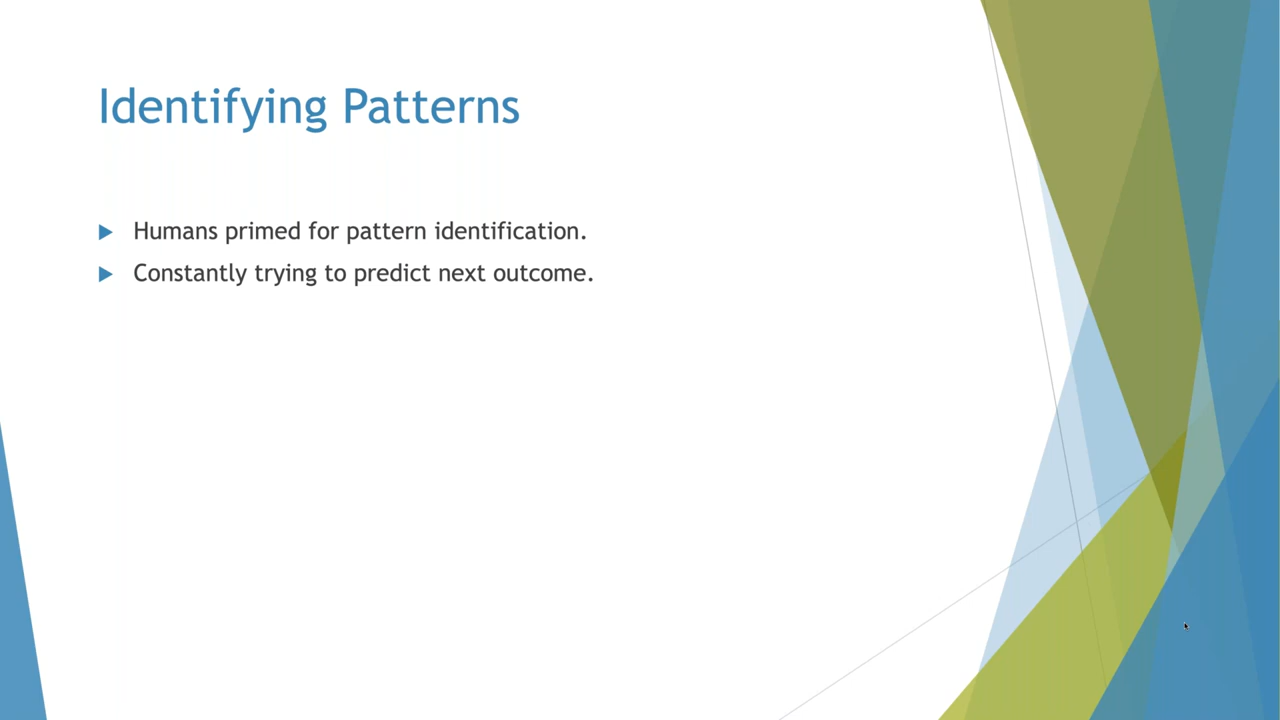 Identifying Patterns
Humans primed for pattern identification.
Constantly trying to predict next outcome.